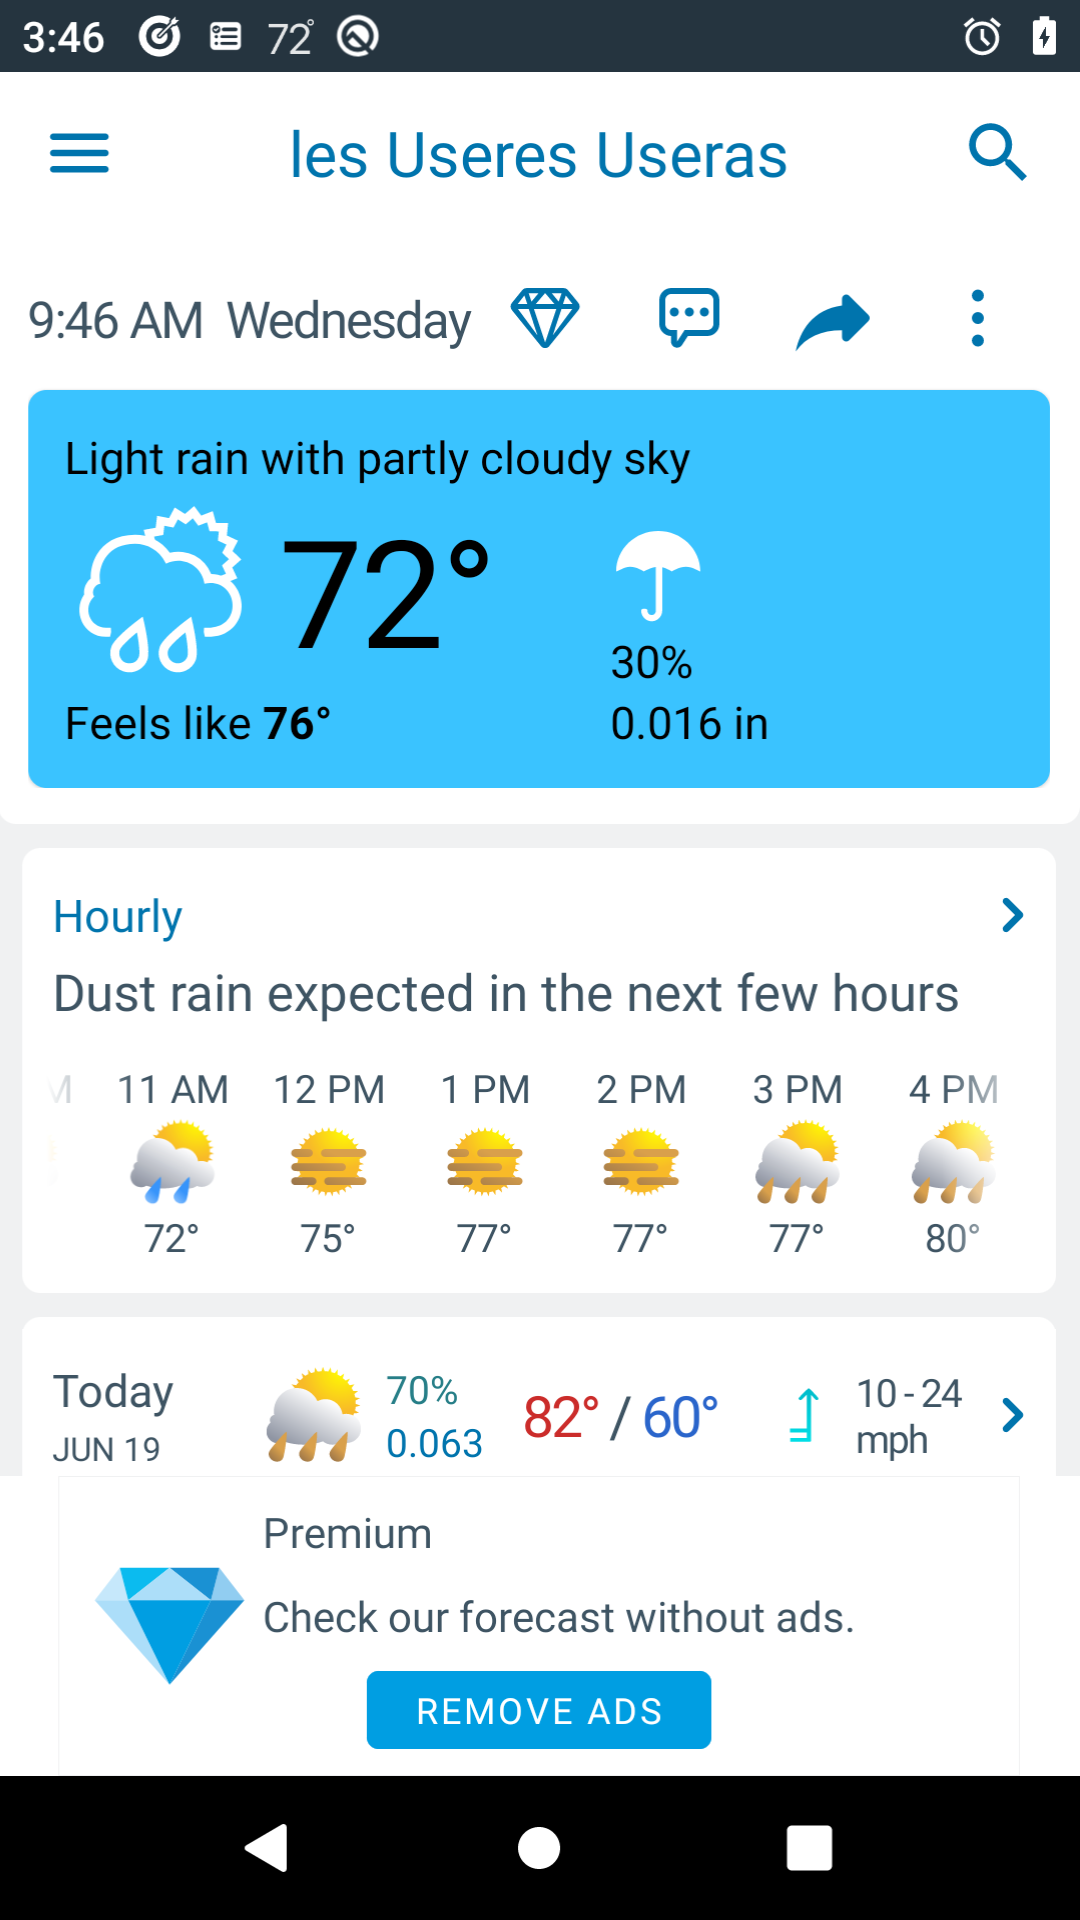 3:46 72°
les Useres Useras
9:46 AM Wednesday
Light rain with partly cloudy sky
72°
30%
Feels like 76°
0.016 in
Hourly
Dust rain expected in the next few hours
M 11 AM 12 PM 1 PM 2 PM 3 PM 4 PM
72° 75° 77° 77° 77° 80°
Today 70% 82° / 60° 10 - 24
JUN 19 0.063 mph
Premium
Check our forecast without ads.
REMOVE ADS